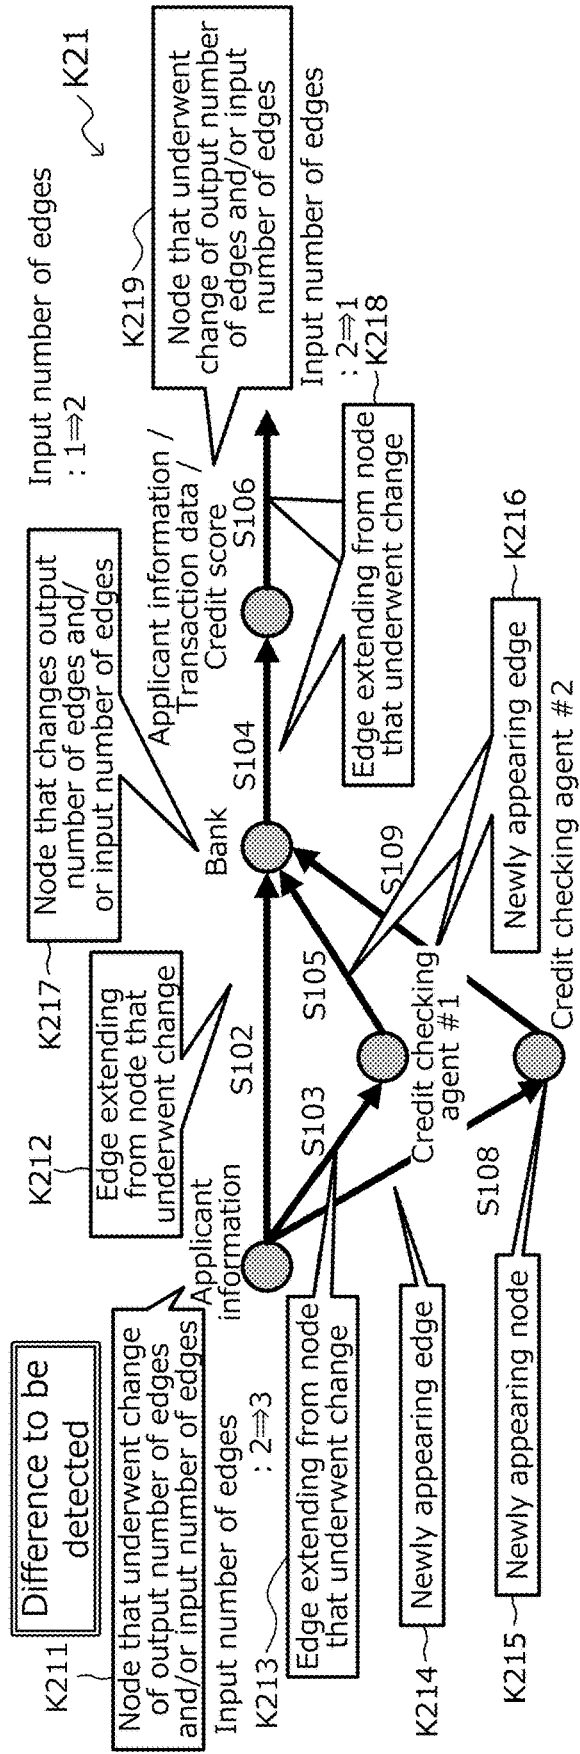 Difference to be
detected
K21
K211
Node that underwent change
of output number of edges
and/or input number of edges
Input number of edges
: 2⇒3
K212
Edge extending
from node that
underwent change
K217
Node that changes output
number of edges and/
or input number of edges
Input number of edges
: 1⇒2
K219
Node that underwent
change of output number
of edges and/or input
number of edges
Input number of edges
: 2⇒1
Applicant
information
S102
Bank
S104
Applicant information /
Transaction data /
Credit score
S106
K213
Edge extending from node
that underwent change
S103
S105
S109
K218
Edge extending from node
that underwent change
K214
Newly appearing edge
Credit checking
agent #1
K216
Newly appearing edge
K215
Newly appearing node
S108
Credit checking agent #2